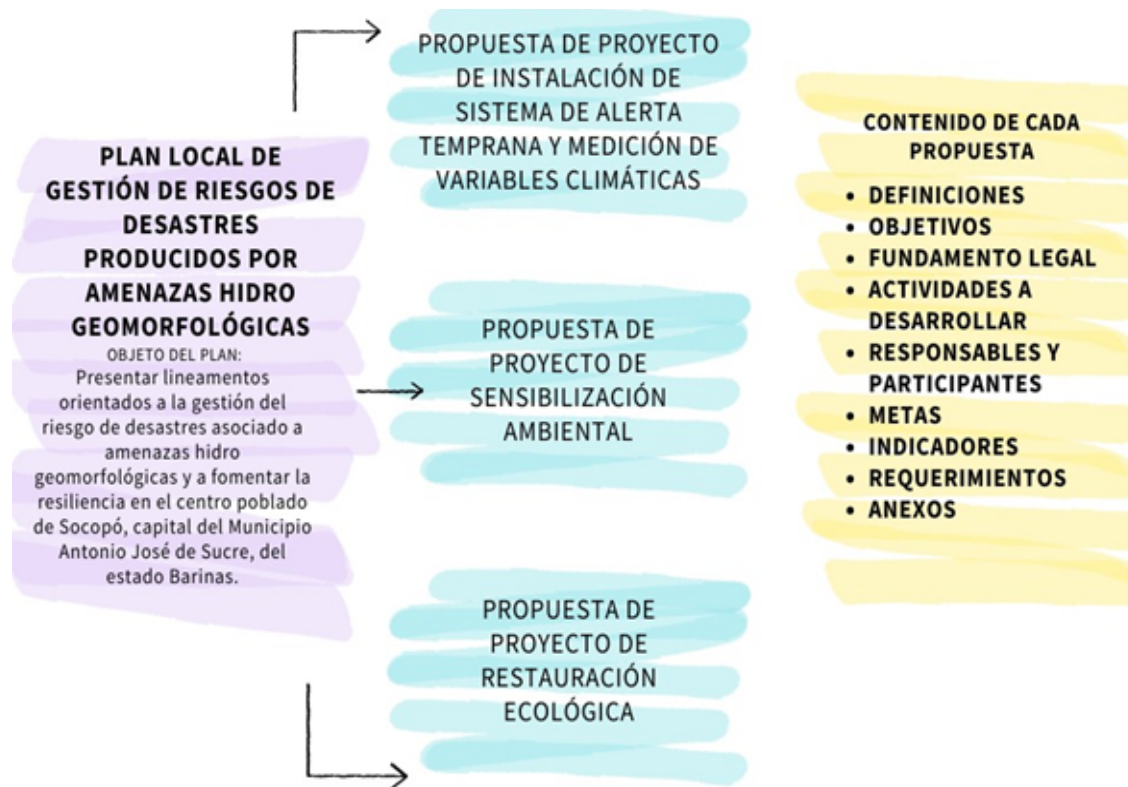 PLAN LOCAL DE
GESTIÓN DE RIESGOS DE
DESASTRES
PRODUCIDOS POR
AMENAZAS HIDRO
GEOMORFOLÓGICAS
OBJETO DEL PLAN:
Presentar lineamentos
orientados a la gestión del
riesgo de desastres asociado a
amenazas hidro
geomorfológicas y a fomentar la
resiliencia en el centro poblado
de Socopó, capital del Municipio
Antonio José de Sucre, del
estado Barinas.
PROPUESTA DE PROYECTO
DE INSTALACIÓN DE
SISTEMA DE ALERTA
TEMPRANA Y MEDICIÓN DE
VARIABLES CLIMÁTICAS
PROPUESTA DE
PROYECTO DE
SENSIBILIZACIÓN
AMBIENTAL
PROPUESTA DE
PROYECTO DE
RESTAURACIÓN
ECOLÓGICA
CONTENIDO DE CADA
PROPUESTA
• DEFINICIONES
• OBJETIVOS
• FUNDAMENTO LEGAL
• ACTIVIDADES A
DESARROLLAR
• RESPONSABLES Y
PARTICIPANTES
• METAS
• INDICADORES
• REQUERIMIENTOS
• ANEXOS